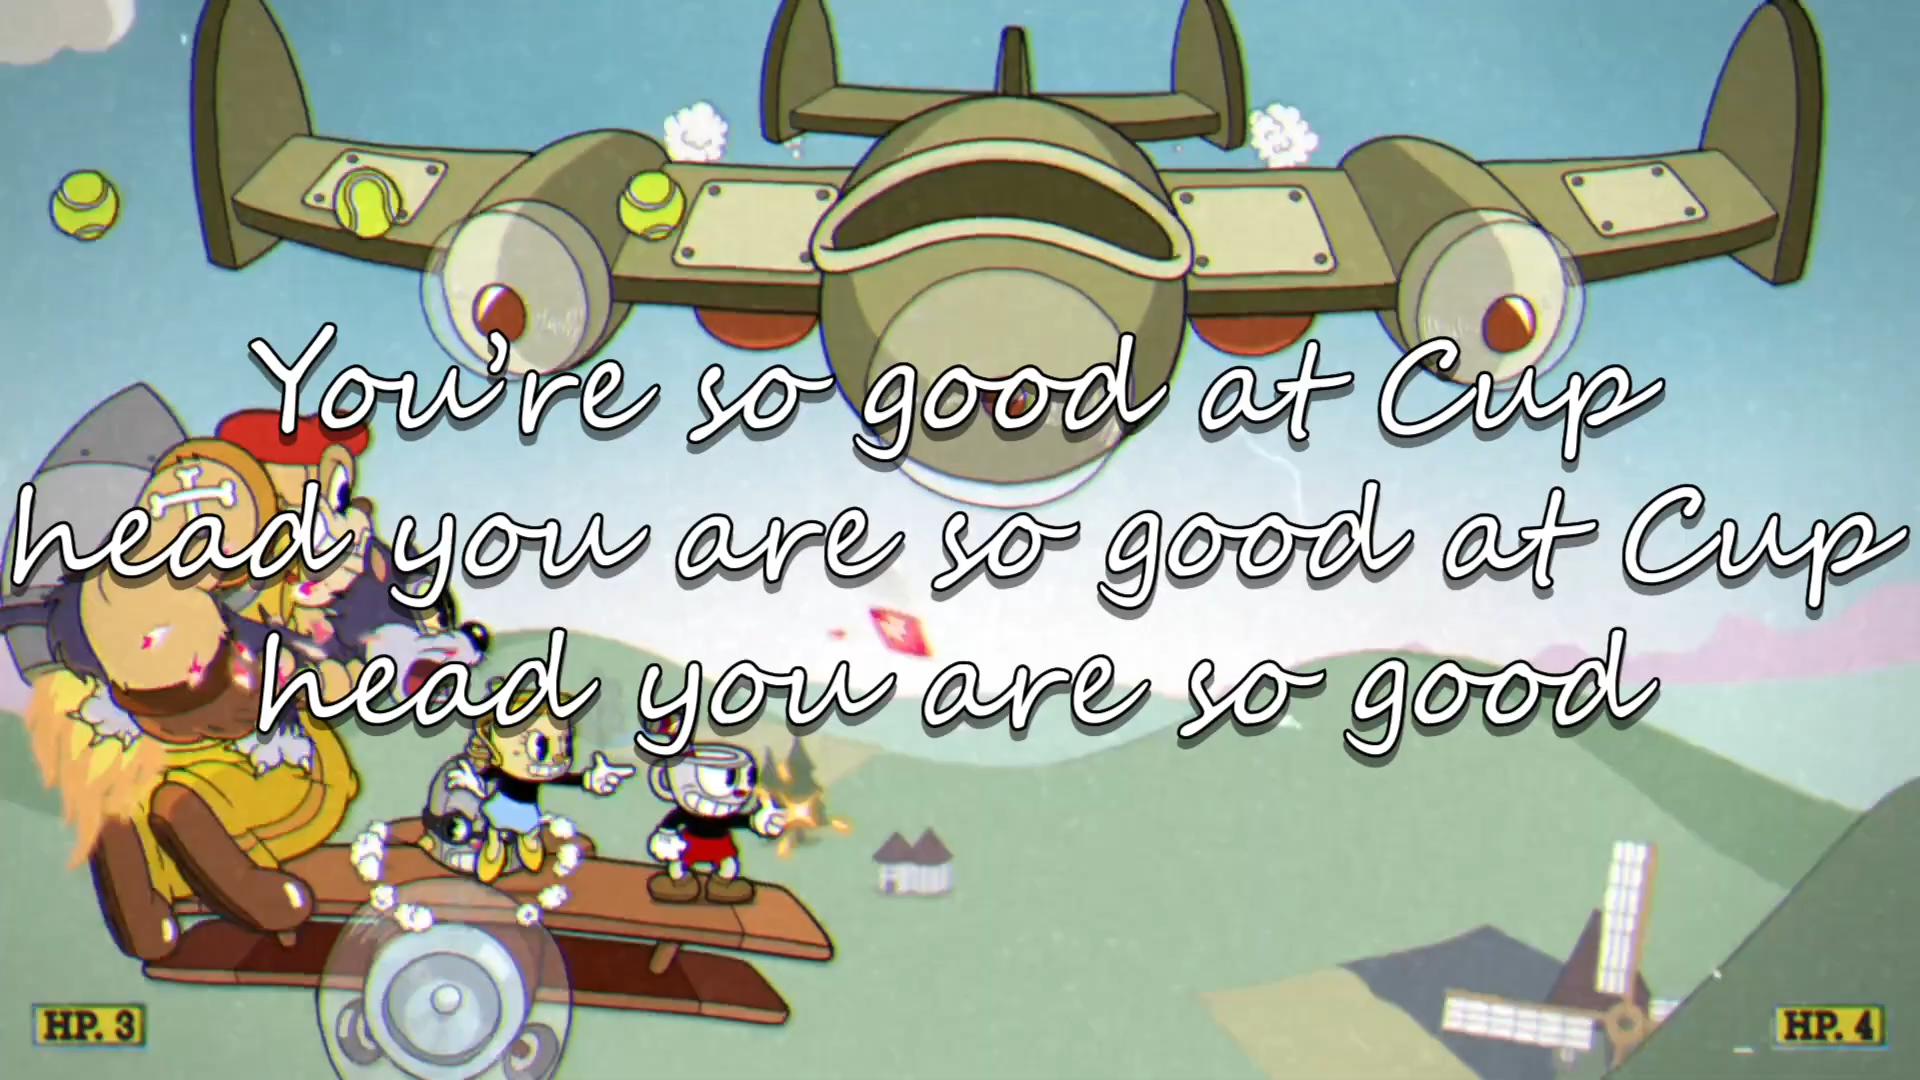 You're so good at Cup
head you are so good at Cup
head you are so good
HP. 3
HP. 4